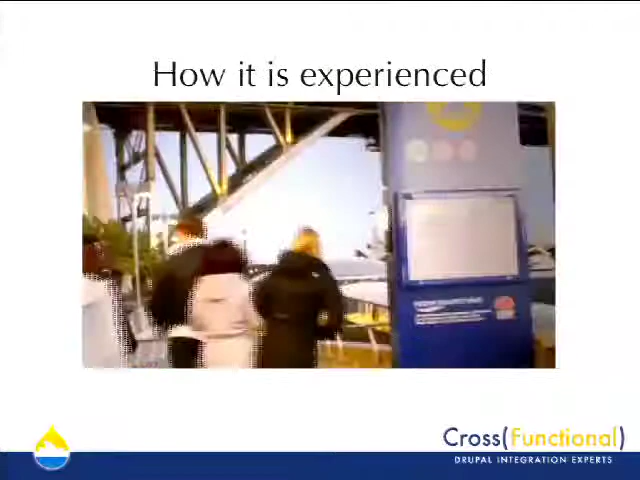 How it is experienced
Cross(Functional)
DRUPAL INTEGRATION EXPERTS